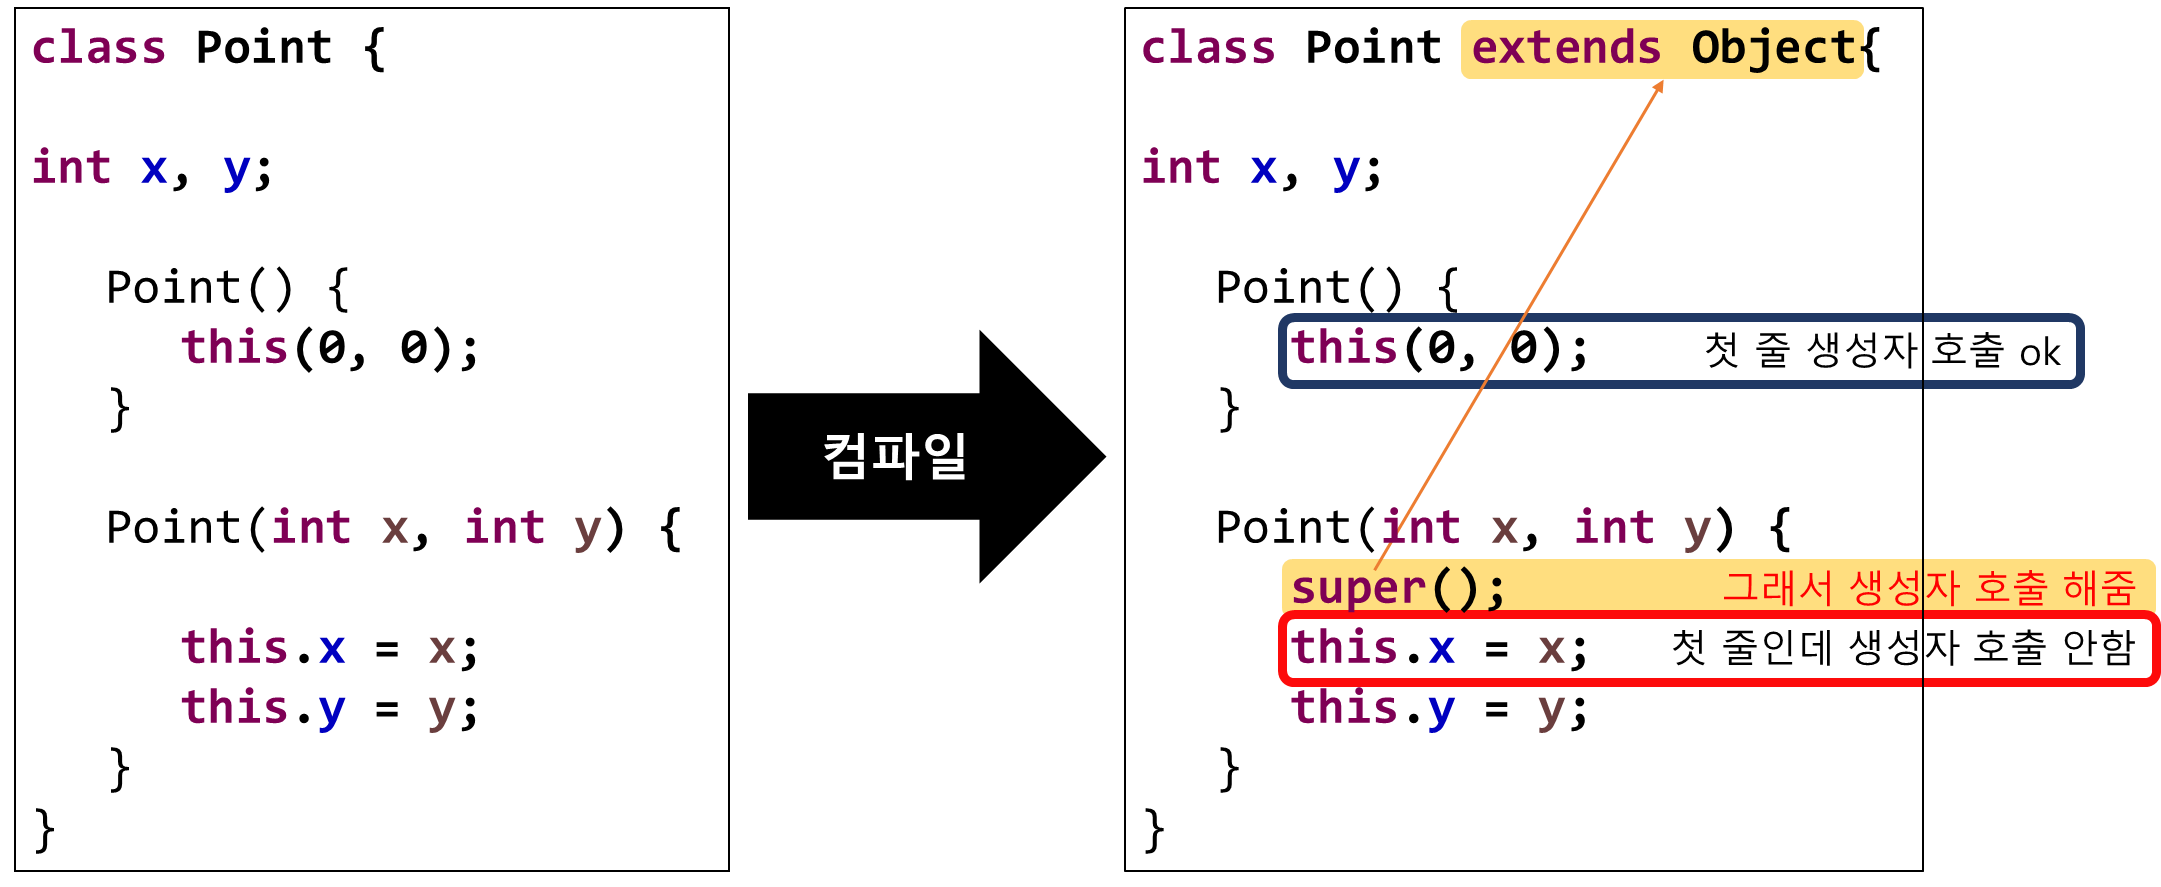 class Point {
int x, y;
Point() {
this(0, 0);
}
Point(int x, int y) {
this.x = x;
this.y = y;
}
}
컴파일
class Point extends Object{
int x, y;
Point() {
this(0, 0); 첫 줄 생성자 호출 ok
}
Point(int x, int y) {
super(); 그래서 생성자 호출 해줌
this.x = x; 첫 줄인데 생성자 호출 안함
this.y = y;
}
}